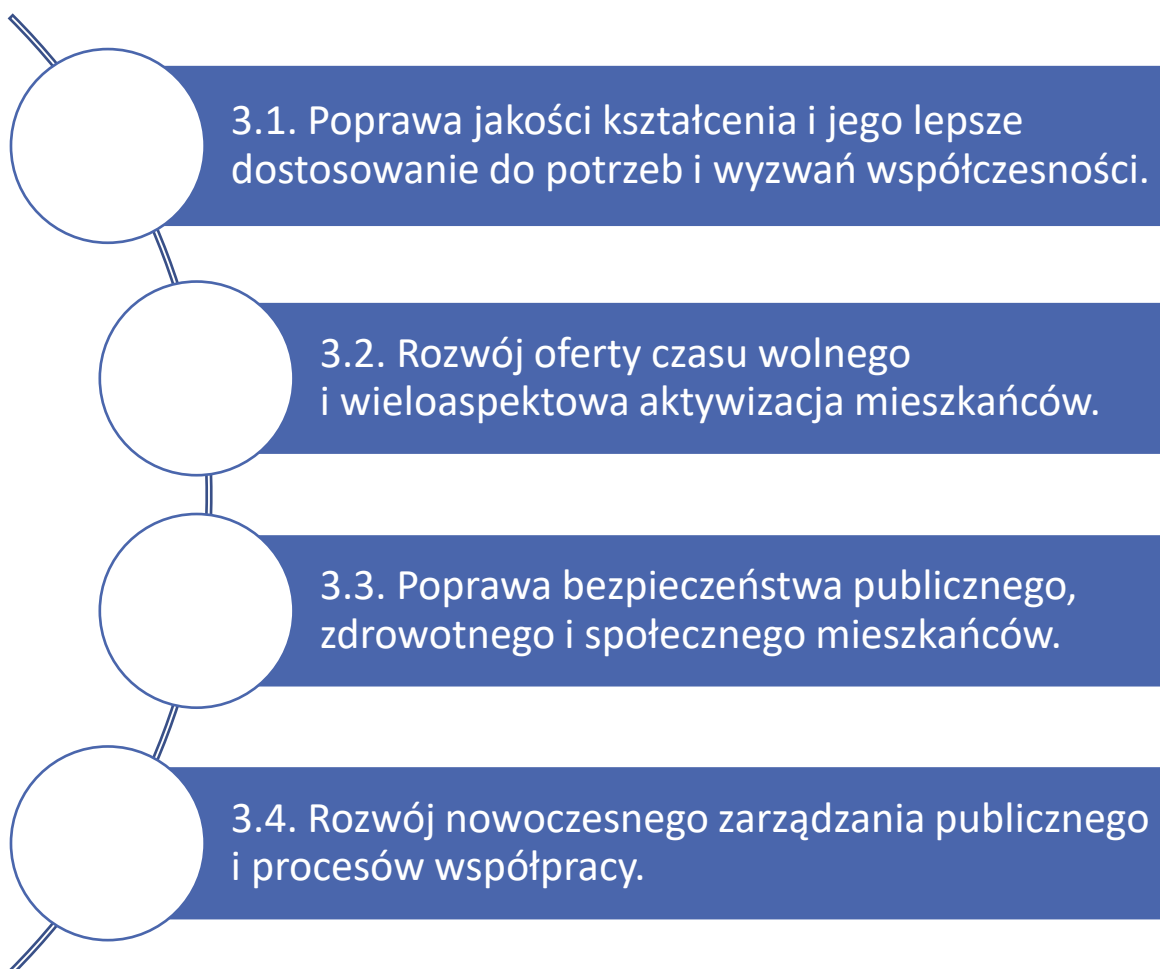 3.1. Poprawa jakości kształcenia i jego lepsze
dostosowanie do potrzeb i wyzwań współczesności.
3.2. Rozwój oferty czasu wolnego
i wieloaspektowa aktywizacja mieszkańców.
3.3. Poprawa bezpieczeństwa publicznego,
zdrowotnego i społecznego mieszkańców.
3.4. Rozwój nowoczesnego zarządzania publicznego
i procesów współpracy.